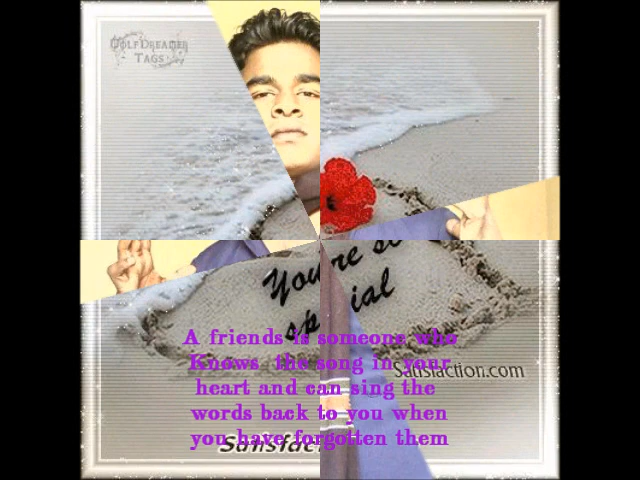 WolfDreamer
Tags
You're so
special
A friends is someone who
Knows the song in your
Satisfaction.com
heart and can sing the
words back to you when
you have forgotten them